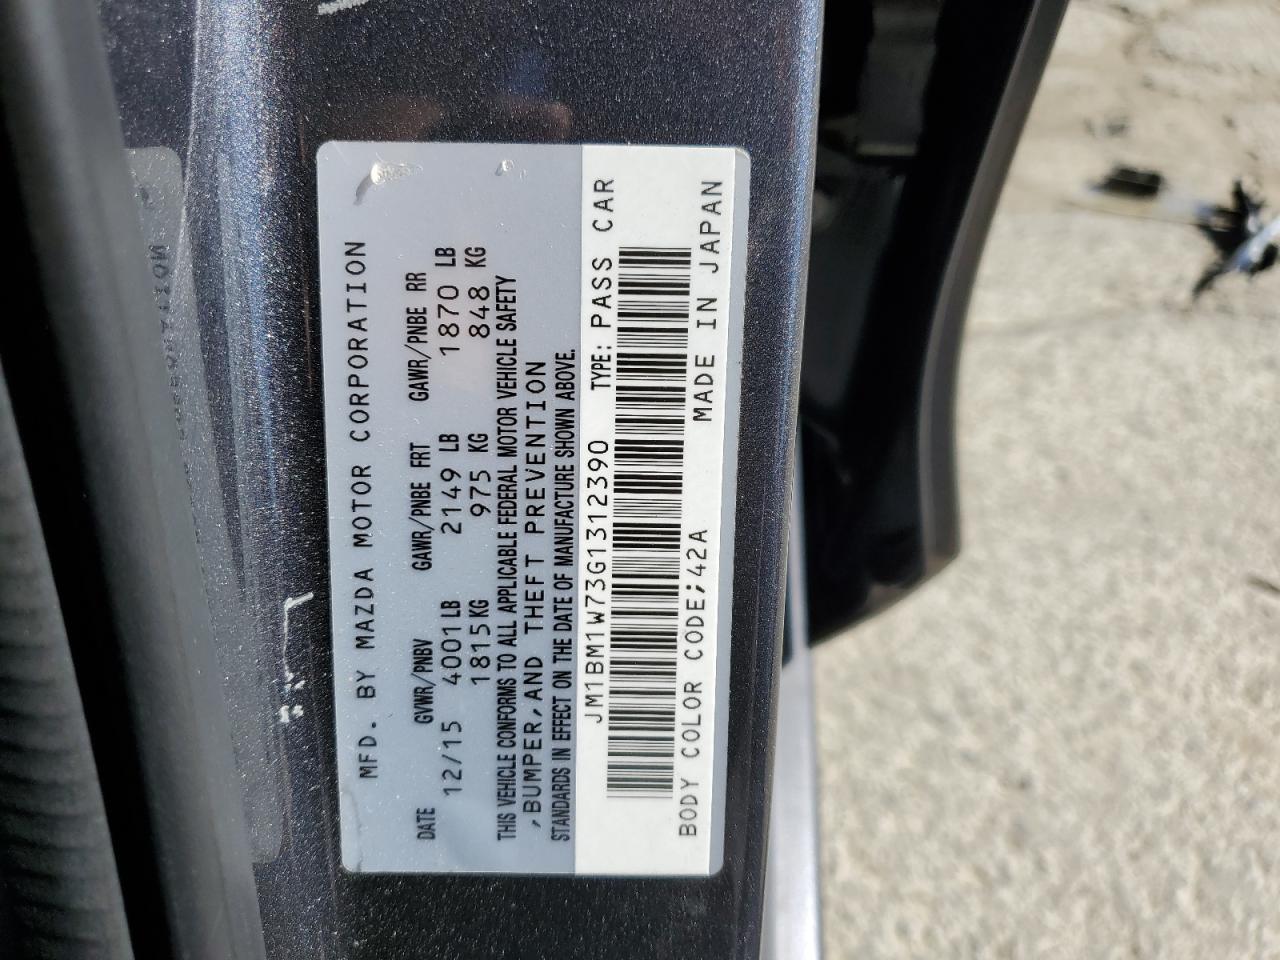 MFD. BY MAZDA MOTOR CORPORATION
DATE GVWR/PNBV GAWR/PNBE FRT GAWR/PNBE RR
12/15 4001LB 2149 LB 1870 LB
1815KG 975 KG 848 KG
THIS VEHICLE CONFORMS TO ALL APPLICABLE FEDERAL MOTOR VEHICLE SAFETY
,BUMPER,AND THEFT PREVENTION
STANDARDS IN EFFECT ON THE DATE OF MANUFACTURE SHOWN ABOVE.
JM1BM1W73G1312390 TYPE: PASS CAR
BODY COLOR CODE;42A MADE IN JAPAN